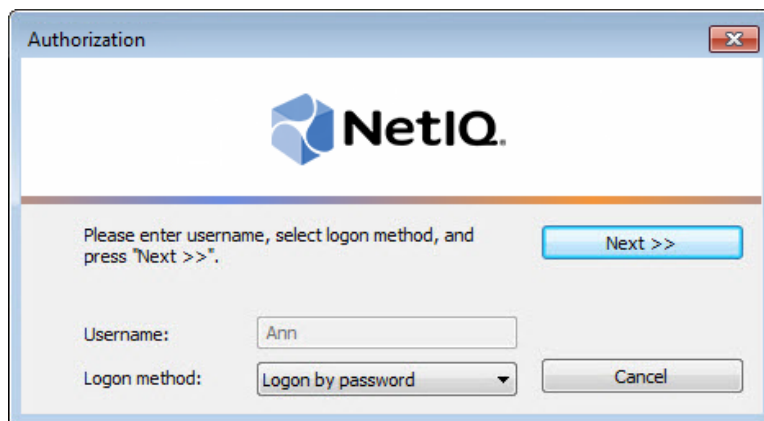 Authorization
NetIQ.
Please enter username, select logon method, and
press "Next >>".
Next >>
Username:
Ann
Logon method:
Logon by password
Cancel